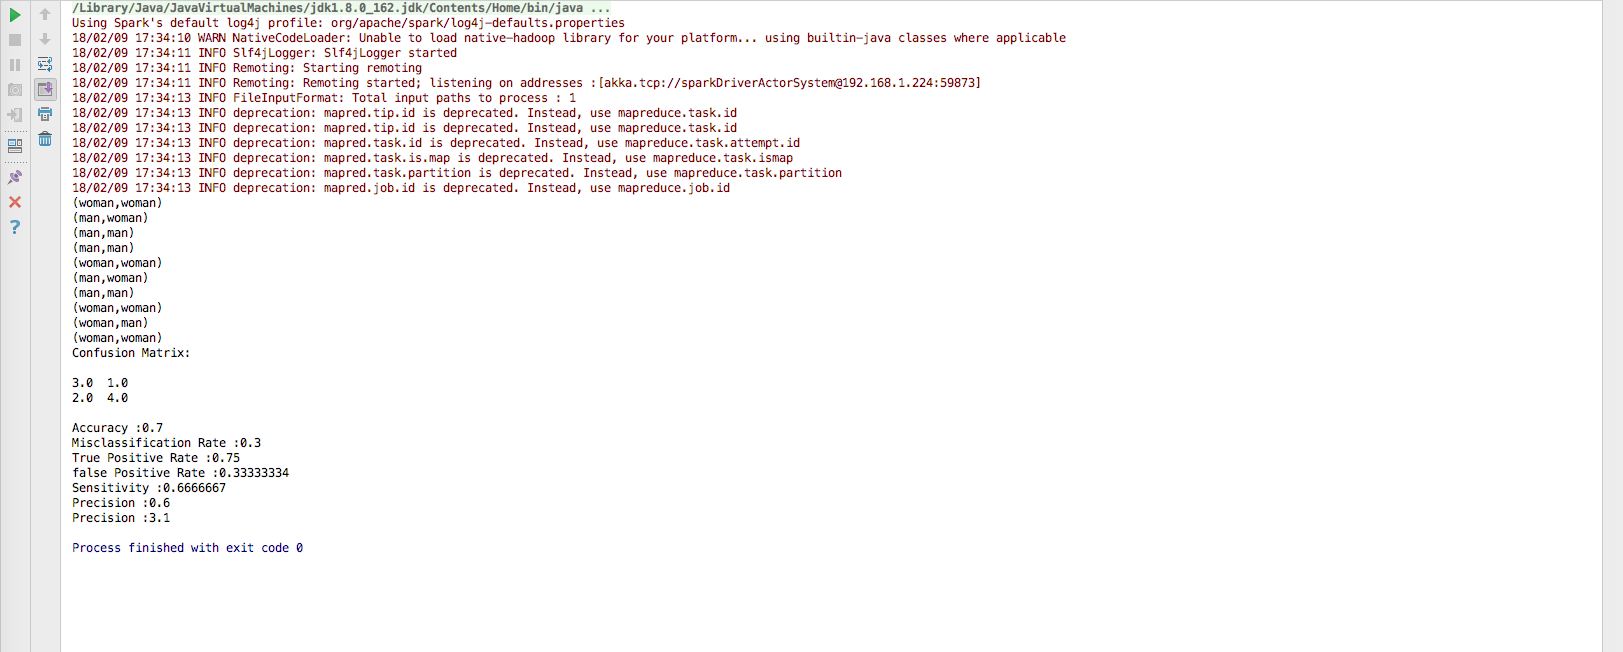 /Library/Java/JavaVirtualMachines/jdk1.8.0_162.jdk/Contents/Home/bin/java ...
Using Spark's default log4j profile: org/apache/spark/log4j-defaults.properties
18/02/09 17:34:10 WARN NativeCodeLoader: Unable to load native-hadoop library for your platform... using builtin-java classes where applicable
18/02/09 17:34:11 INFO Slf4jLogger: Slf4jLogger started
18/02/09 17:34:11 INFO Remoting: Starting remoting
18/02/09 17:34:11 INFO Remoting: Remoting started; listening on addresses :[akka.tcp://sparkDriverActorSystem@192.168.1.224:59873]
18/02/09 17:34:13 INFO FileInputFormat: Total input paths to process : 1
18/02/09 17:34:13 INFO deprecation: mapred.tip.id is deprecated. Instead, use mapreduce.task.id
18/02/09 17:34:13 INFO deprecation: mapred.tip.id is deprecated. Instead, use mapreduce.task.id
18/02/09 17:34:13 INFO deprecation: mapred.task.id is deprecated. Instead, use mapreduce.task.attempt.id
18/02/09 17:34:13 INFO deprecation: mapred.task.is.map is deprecated. Instead, use mapreduce.task.ismap
18/02/09 17:34:13 INFO deprecation: mapred.task.partition is deprecated. Instead, use mapreduce.task.partition
18/02/09 17:34:13 INFO deprecation: mapred.job.id is deprecated. Instead, use mapreduce.job.id
(woman,woman)
(man,woman)
(man,man)
(man,man)
(woman,woman)
(man,woman)
(man,man)
(woman,woman)
(woman,man)
(woman,woman)
Confusion Matrix:
3.0 1.0
2.0 4.0
Accuracy :0.7
Misclassification Rate :0.3
True Positive Rate :0.75
false Positive Rate :0.33333334
Sensitivity :0.6666667
Precision :0.6
Precision :3.1
Process finished with exit code 0